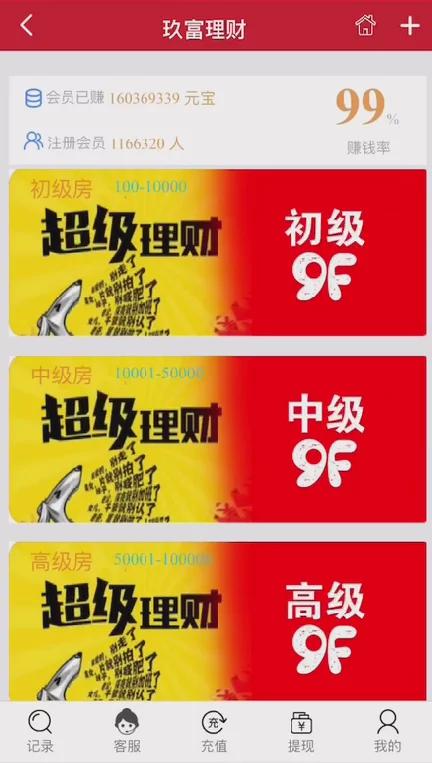 玖富理财
会员已赚 160369339 元宝
99%
注册会员 1166320 人
赚钱率
初级房 100-10000
超级理财
初级
9F
中级房 10001-50000
超级理财
中级
9F
高级房 50001-100000
超级理财
高级
9F
记录 客服 充值 提现 我的